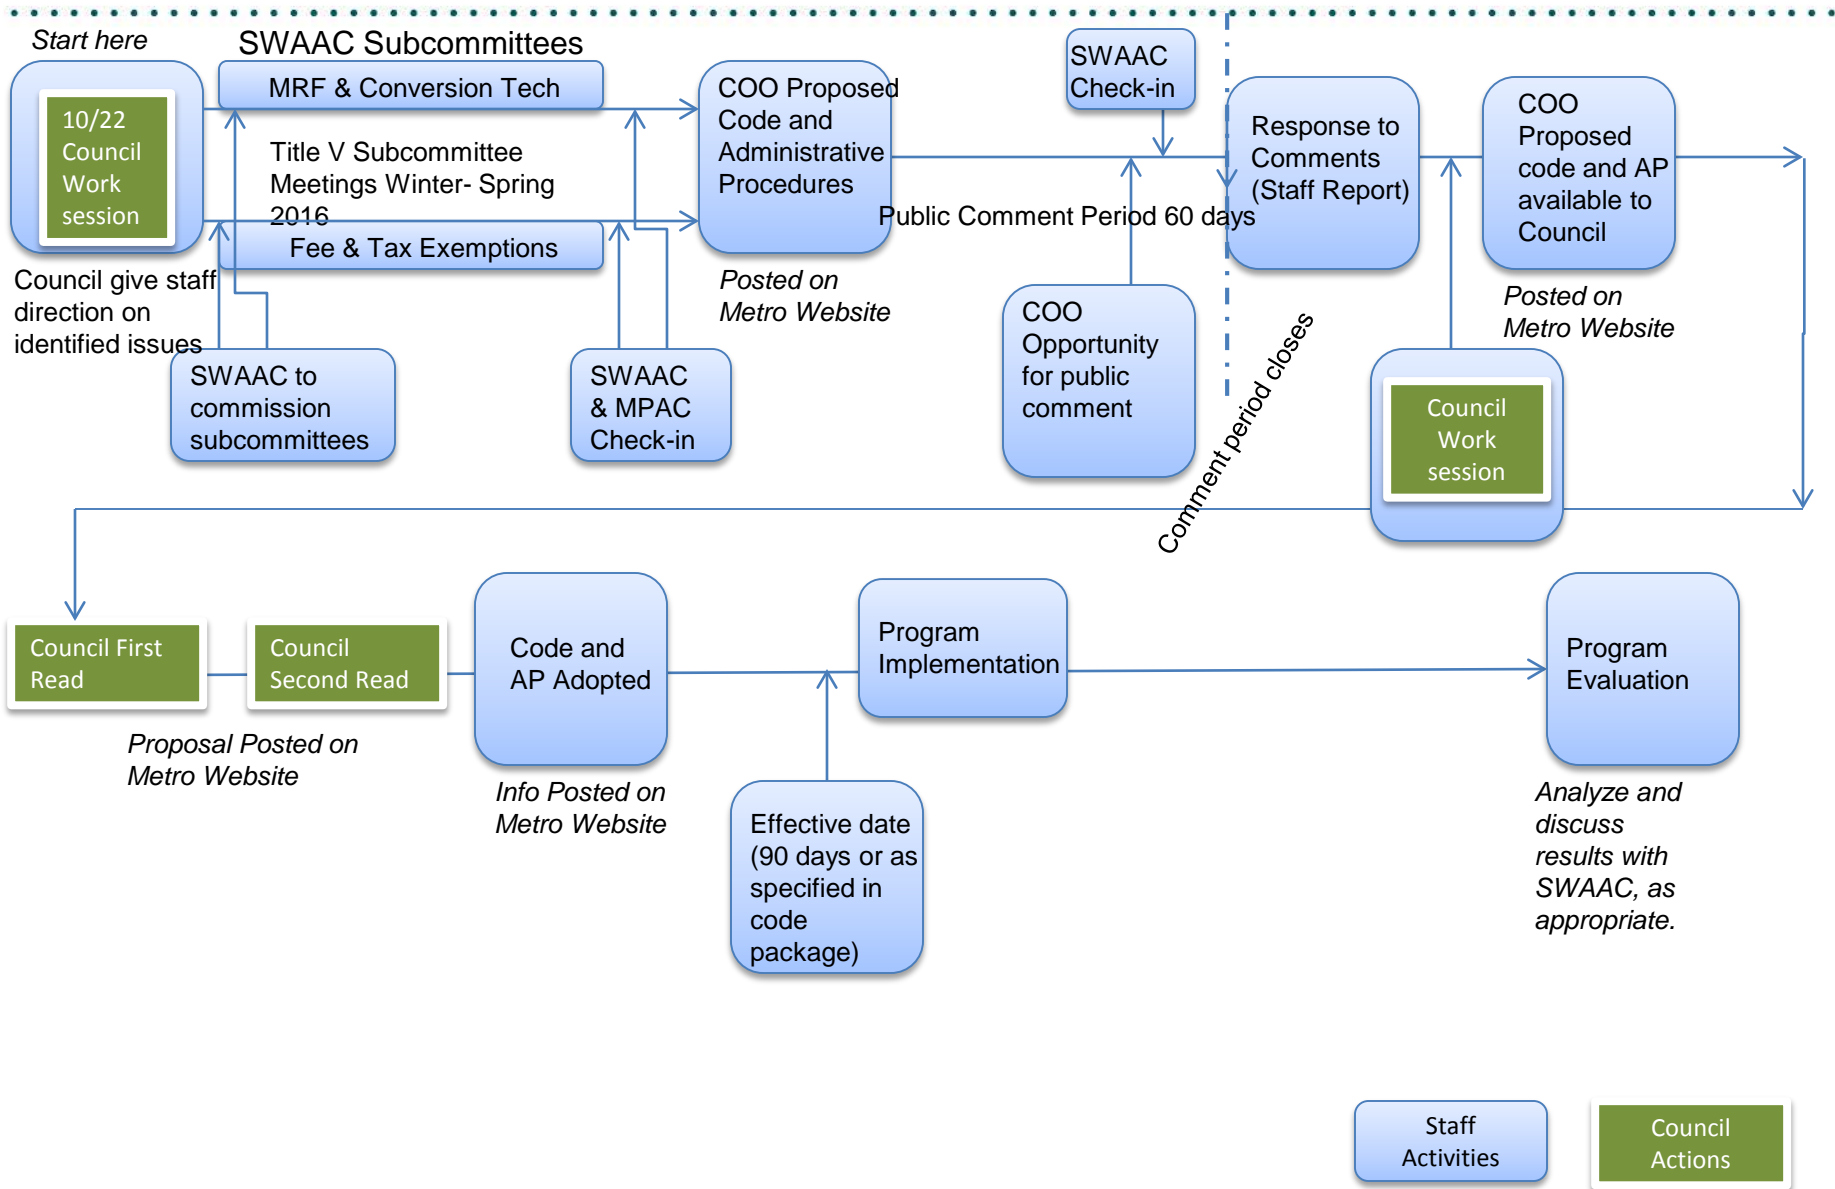 Start here
SWAAC Subcommittees
MRF & Conversion Tech
10/22
Council
Work
session
Title V Subcommittee
Meetings Winter- Spring
2016
Fee & Tax Exemptions
Council give staff
direction on
identified issues
SWAAC to
commission
subcommittees
SWAAC
& MPAC
Check-in
COO Proposed
Code and
Administrative
Procedures
Posted on
Metro Website
SWAAC
Check-in
Public Comment Period 60 days
COO
Opportunity
for public
comment
Comment period closes
Response to
Comments
(Staff Report)
COO
Proposed
code and AP
available to
Council
Posted on
Metro Website
Council
Work
session
Council First
Read
Council
Second Read
Proposal Posted on
Metro Website
Code and
AP Adopted
Info Posted on
Metro Website
Effective date
(90 days or as
specified in
code
package)
Program
Implementation
Program
Evaluation
Analyze and
discuss
results with
SWAAC, as
appropriate.
Staff
Activities
Council
Actions